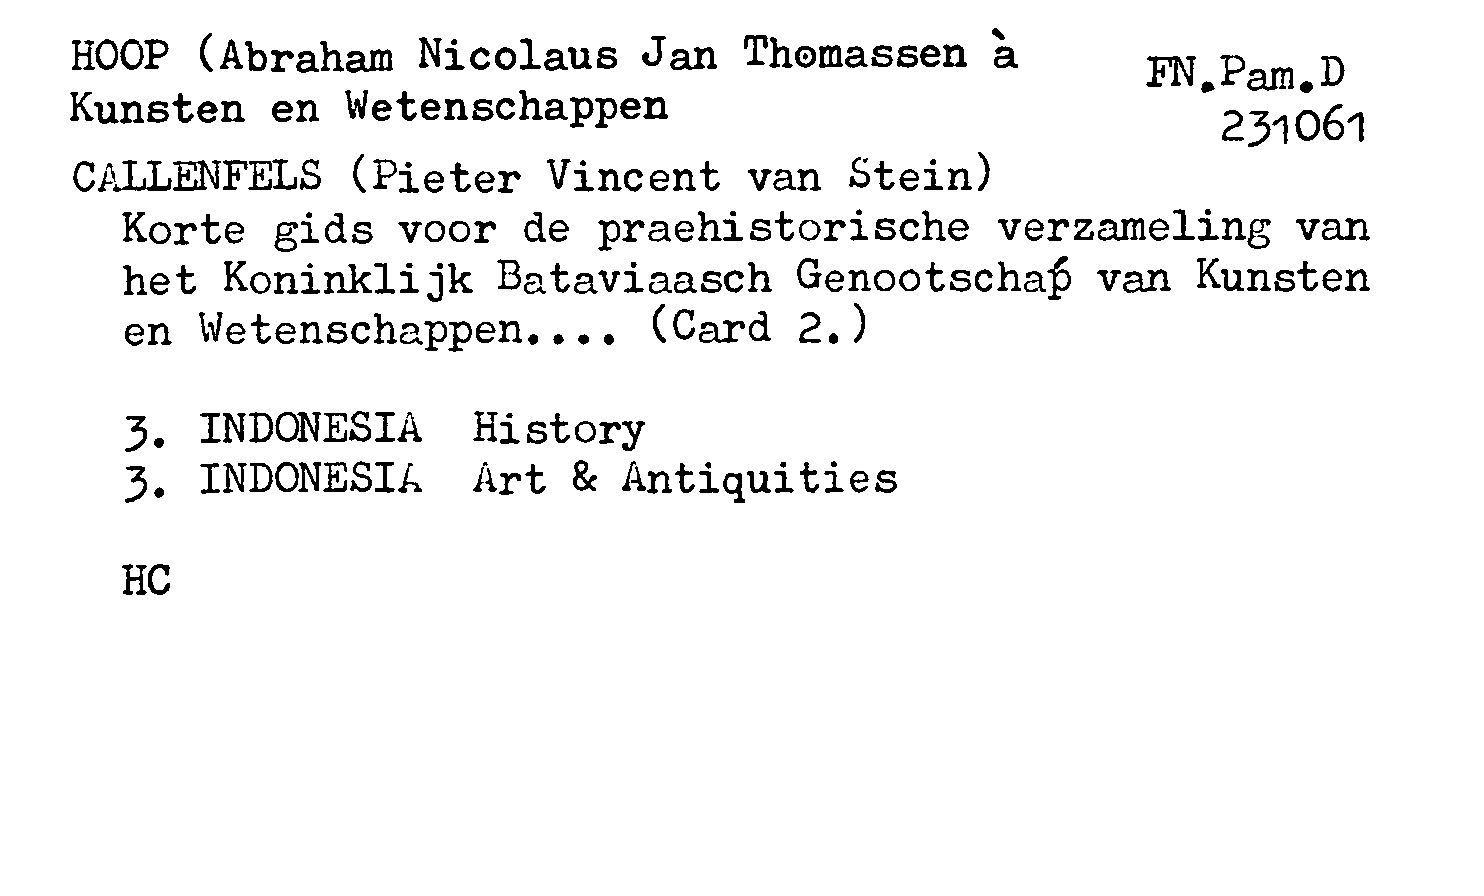 HOOP (Abraham Nicolaus Jan Thomassen à
Kunsten en Wetenschappen
FN.Pam.D
231061
CALLENFELS (Pieter Vincent van Stein)
Korte gids voor de praehistorische verzameling van
het Koninklijk Bataviaasch Genootschap van Kunsten
en Wetenschappen.... (Card 2.)
3. INDONESIA History
3. INDONESIA Art & Antiquities
HC